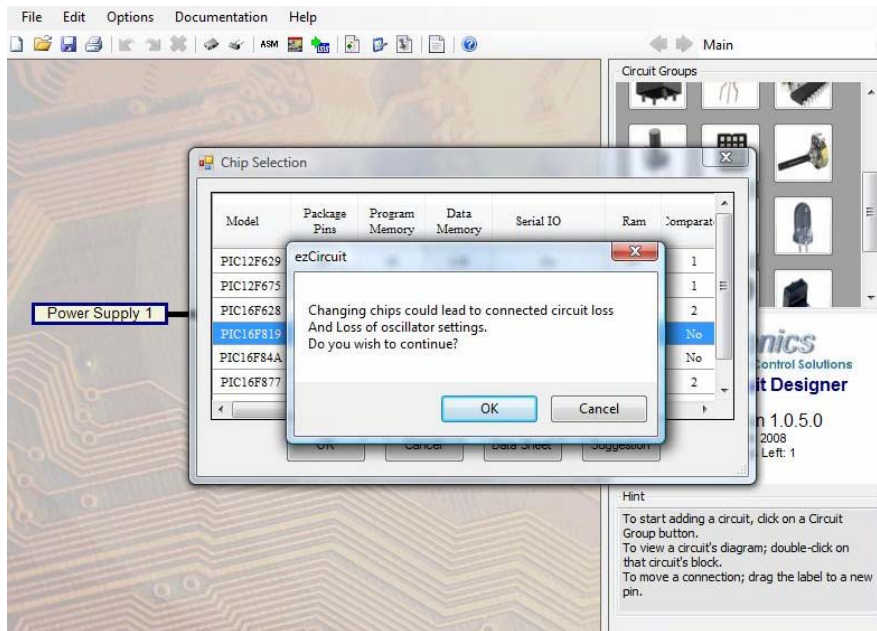 File Edit Options Documentation Help
ASM
Main
Circuit Groups
Chip Selection
Model Package Pins Program Memory Data Memory Serial IO Ram Comparat
PIC12F629 1
PIC12F675 1
PIC16F628 2
PIC16F819 No
PIC16F84A No
PIC16F877 2
ezCircuit
Changing chips could lead to connected circuit loss
And Loss of oscillator settings.
Do you wish to continue?
OK Cancel
OK Cancel Data Sheet Suggestion
Power Supply 1
nics
Control Solutions
it Designer
n 1.0.5.0
2008
Left: 1
Hint
To start adding a circuit, click on a Circuit
Group button.
To view a circuit's diagram; double-click on
that circuit's block.
To move a connection; drag the label to a new
pin.